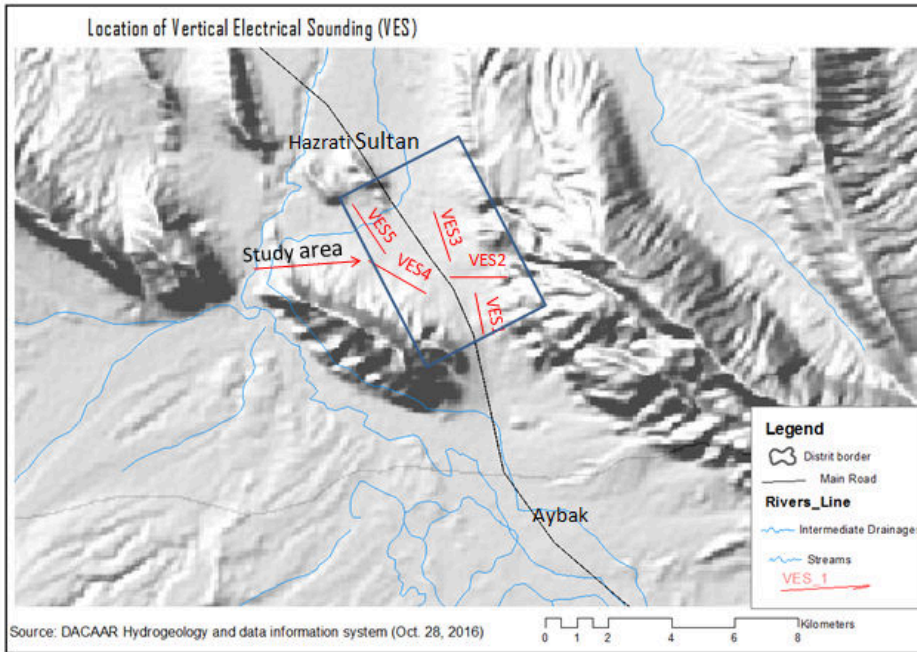 Location of Vertical Electrical Sounding (VES)
Hazrati Sultan
VES5
VES3
Study area
VES4
VES2
VES1
Aybak
Legend
Distrit border
Main Road
Rivers_Line
Intermediate Drainage
Streams
VES_1
Source: DACAAR Hydrogeology and data information system (Oct. 28, 2016)
Kilometers
0 1 2 4 6 8